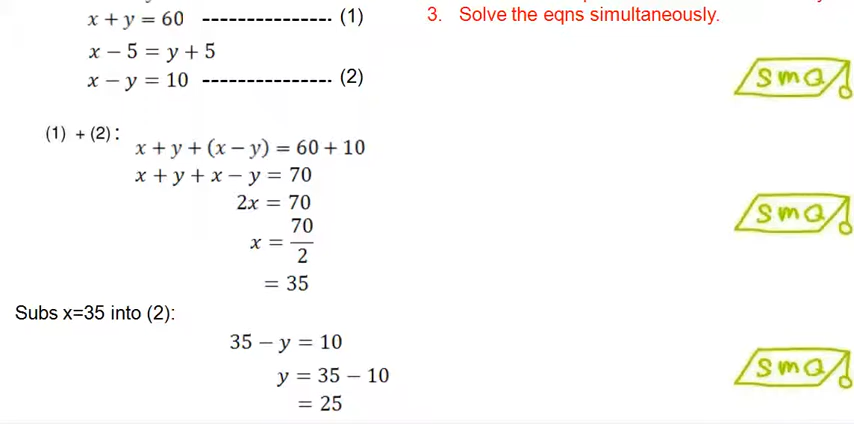 x + y = 60 ---------------- (1)
3. Solve the eqns simultaneously.
x − 5 = y + 5
x − y = 10 ---------------- (2)
SMQ
(1) + (2):
x + y + (x − y) = 60 + 10
x + y + x − y = 70
2x = 70
x = 70/2
SMQ
= 35
Subs x=35 into (2):
35 − y = 10
y = 35 − 10
SMQ
= 25